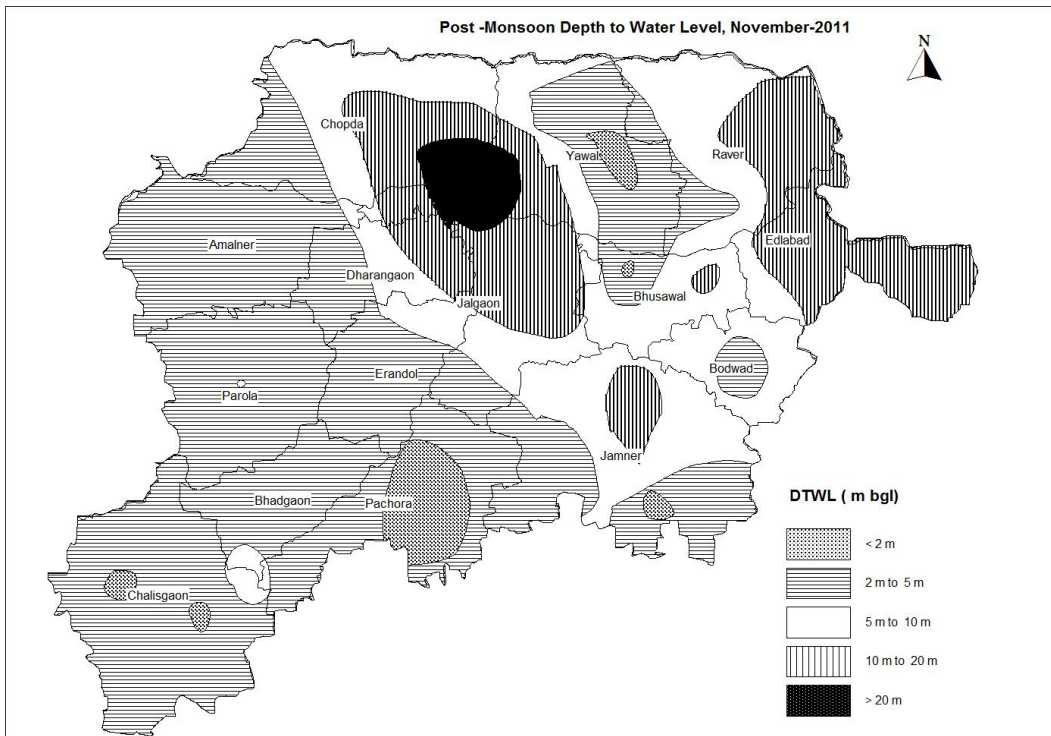 Post -Monsoon Depth to Water Level, November-2011
N
Chopda
Yawal
Raver
Amalner
Edlabad
Dharangaon
Jalgaon
Bhusawal
Erandol
Bodwad
Parola
Jamner
Bhadgaon
Pachora
Chalisgaon
DTWL ( m bgl)
< 2 m
2 m to 5 m
5 m to 10 m
10 m to 20 m
> 20 m